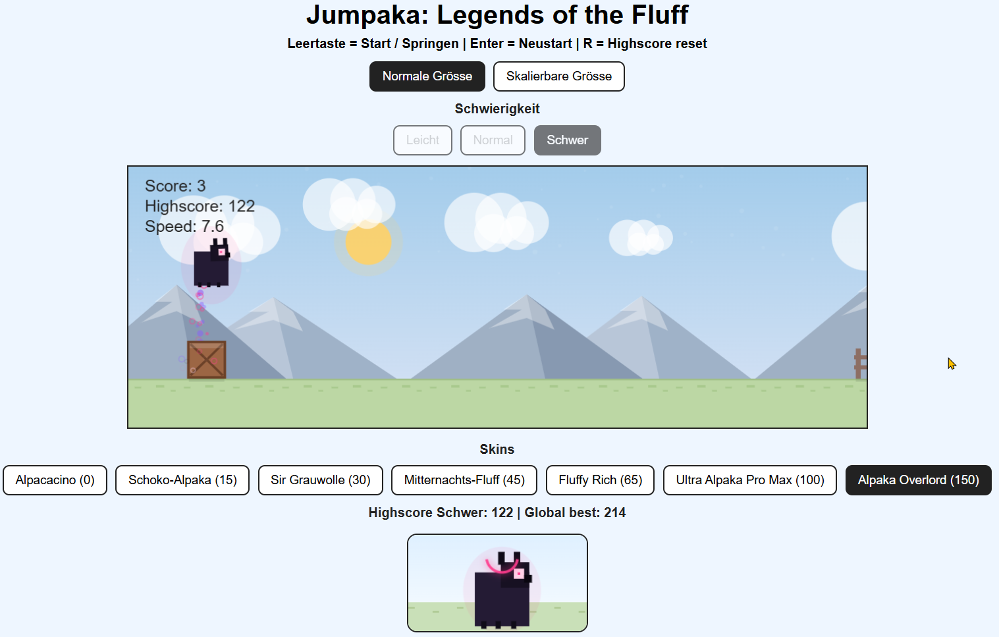 Jumpaka: Legends of the Fluff
Leertaste = Start / Springen | Enter = Neustart | R = Highscore reset
Normale Grösse Skalierbare Grösse
Schwierigkeit
Leicht Normal Schwer
Score: 3
Highscore: 122
Speed: 7.6
Skins
Alpacacino (0) Schoko-Alpaka (15) Sir Grauwolle (30) Mitternachts-Fluff (45) Fluffy Rich (65) Ultra Alpaka Pro Max (100) Alpaka Overlord (150)
Highscore Schwer: 122 | Global best: 214